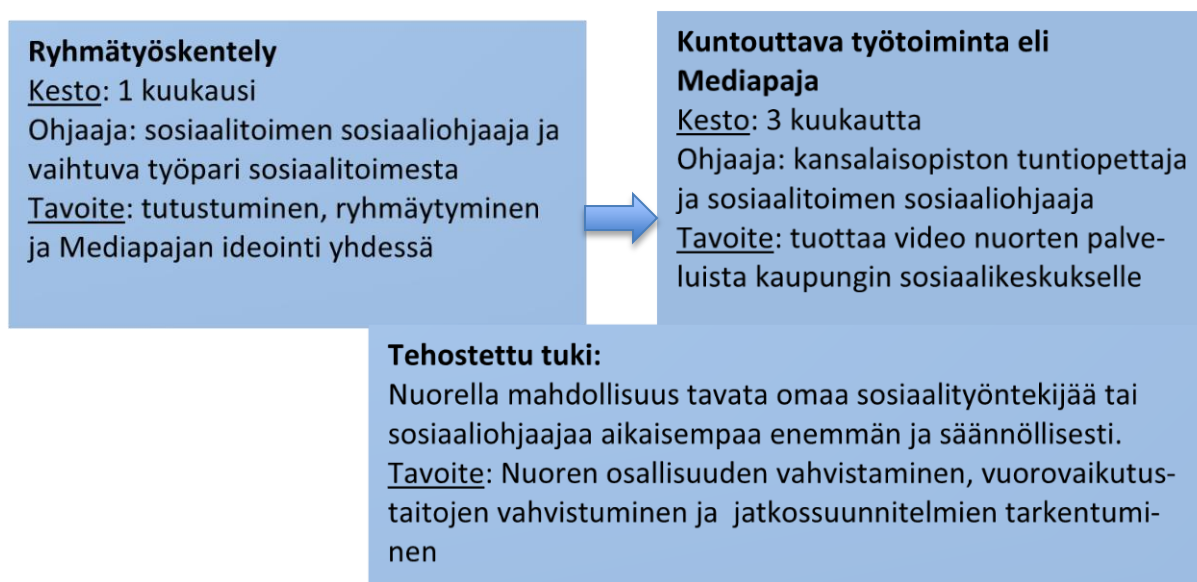 Ryhmätyöskentely
Kesto: 1 kuukausi
Ohjaaja: sosiaalitoimen sosiaaliohjaaja ja
vaihtuva työpari sosiaalitoimesta
Tavoite: tutustuminen, ryhmäytyminen
ja Mediapajan ideointi yhdessä
Kuntouttava työtoiminta eli
Mediapaja
Kesto: 3 kuukautta
Ohjaaja: kansalaisopiston tuntiopettaja
ja sosiaalitoimen sosiaaliohjaaja
Tavoite: tuottaa video nuorten palve-
luista kaupungin sosiaalikeskukselle
Tehostettu tuki:
Nuorella mahdollisuus tavata omaa sosiaalityöntekijää tai
sosiaaliohjaajaa aikaisempaa enemmän ja säännöllisesti.
Tavoite: Nuoren osallisuuden vahvistaminen, vuorovaikutus-
taitojen vahvistuminen ja  jatkossuunnitelmien tarkentumi-
nen